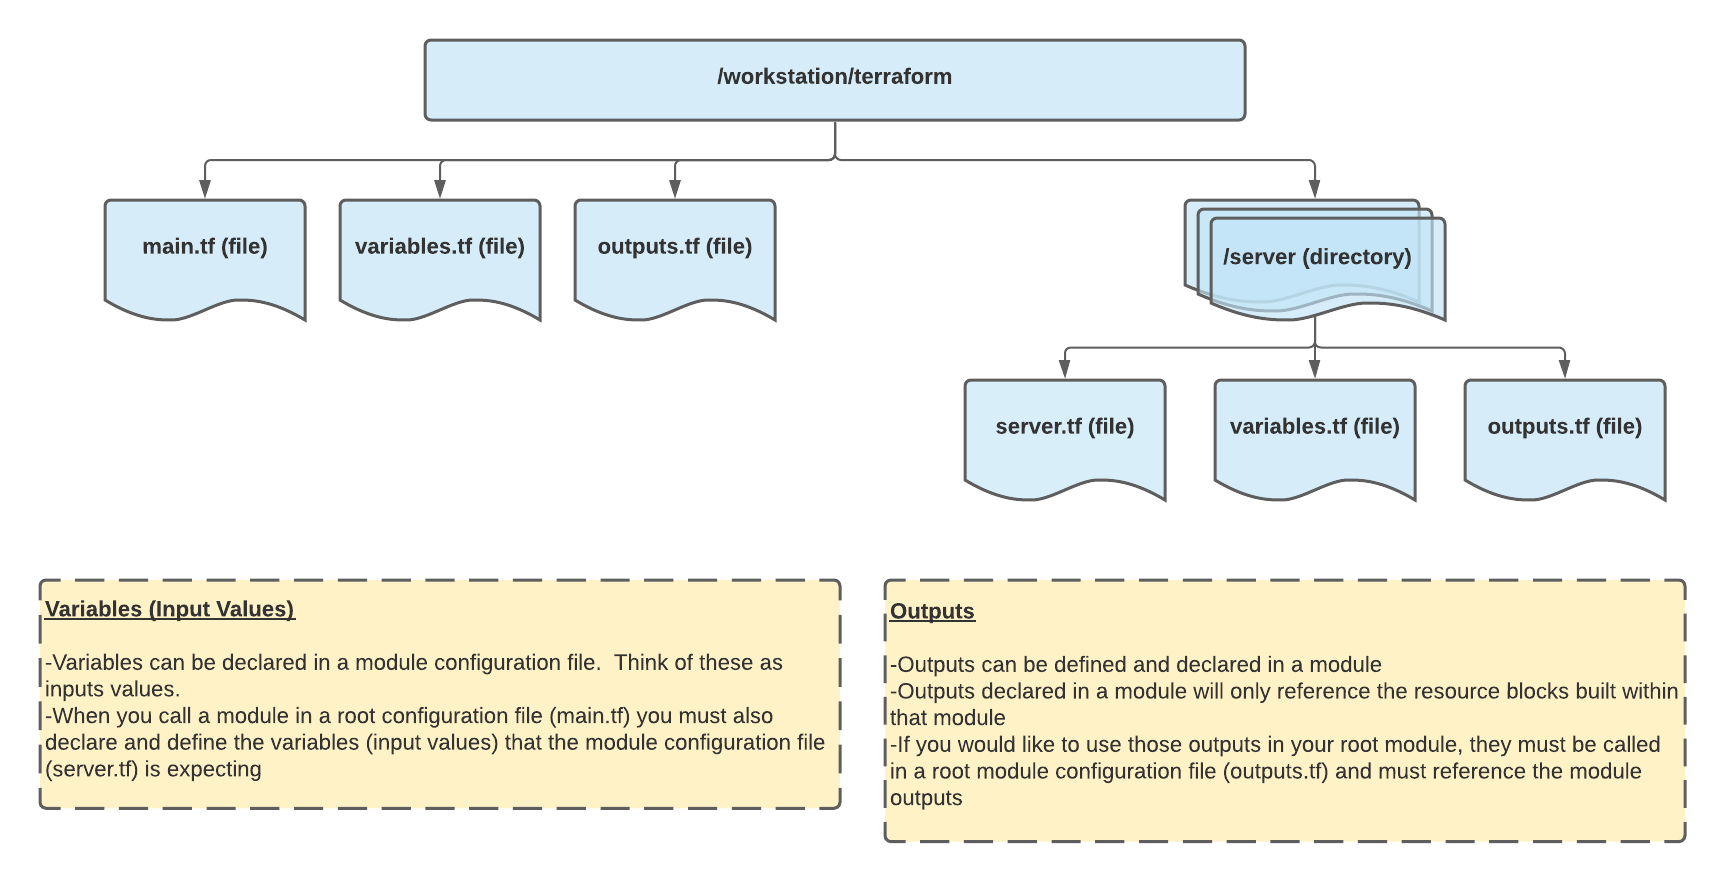 /workstation/terraform
main.tf (file)
variables.tf (file)
outputs.tf (file)
/server (directory)
server.tf (file)
variables.tf (file)
outputs.tf (file)
Variables (Input Values)
-Variables can be declared in a module configuration file.  Think of these as
inputs values.
-When you call a module in a root configuration file (main.tf) you must also
declare and define the variables (input values) that the module configuration file
(server.tf) is expecting
Outputs
-Outputs can be defined and declared in a module
-Outputs declared in a module will only reference the resource blocks built within
that module
-If you would like to use those outputs in your root module, they must be called
in a root module configuration file (outputs.tf) and must reference the module
outputs